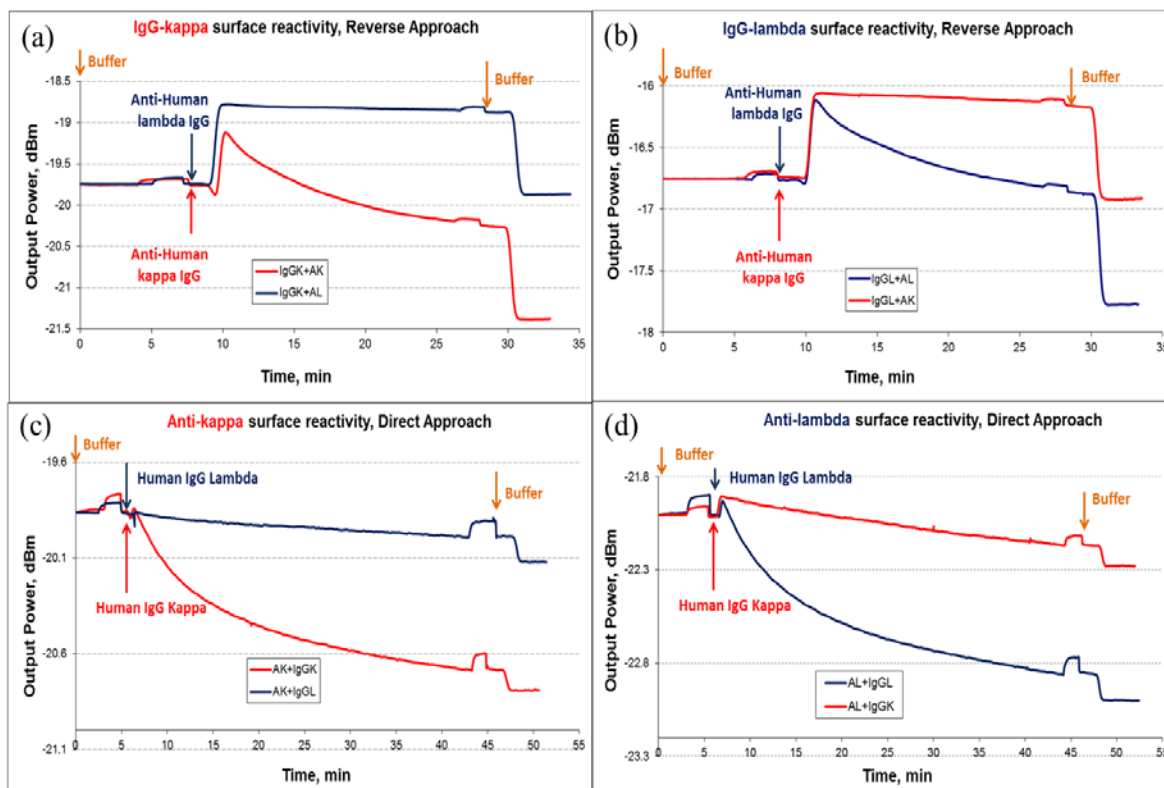 (a)
IgG-kappa surface reactivity, Reverse Approach
Buffer
Buffer
Anti-Human
lambda IgG
Anti-Human
kappa IgG
Output Power, dBm
-18.5
-19
-19.5
-20
-20.5
-21
-21.5
0 5 10 15 20 25 30 35
IgGK+AK
IgGK+AL
Time, min
(b)
IgG-lambda surface reactivity, Reverse Approach
Buffer
Buffer
Anti-Human
lambda IgG
Anti-Human
kappa IgG
Output Power, dBm
-16
-16.5
-17
-17.5
-18
0 5 10 15 20 25 30 35
IgGL+AL
IgGL+AK
Time, min
(c)
Anti-kappa surface reactivity, Direct Approach
Buffer
Human IgG Lambda
Buffer
Human IgG Kappa
Output Power, dBm
-19.6
-20.1
-20.6
-21.1
0 5 10 15 20 25 30 35 40 45 50 55
AK+IgGK
AK+IgGL
Time, min
(d)
Anti-lambda surface reactivity, Direct Approach
Buffer
Human IgG Lambda
Buffer
Human IgG Kappa
Output Power, dBm
-21.8
-22.3
-22.8
-23.3
0 5 10 15 20 25 30 35 40 45 50 55
AL+IgGL
AL+IgGK
Time, min